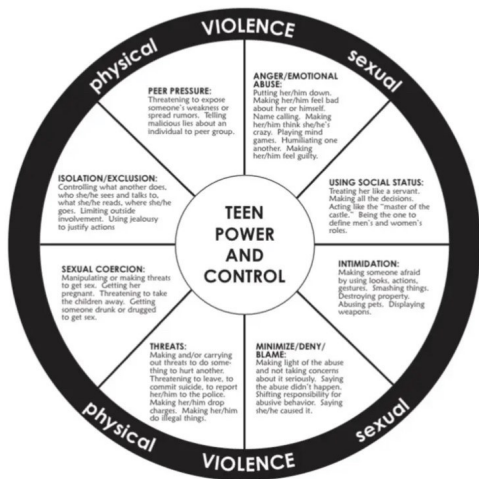 VIOLENCE
physical
sexual
PEER PRESSURE:
Threatening to expose
someone's weakness or
spread rumors. Telling
malicious lies about an
individual to peer group.
ANGER/EMOTIONAL
ABUSE:
Putting her/him down.
Making her/him feel bad
about her or himself.
Name calling. Making
her/him think she/he's
crazy. Playing mind
games. Humiliating one
another. Making
her/him feel guilty.
ISOLATION/EXCLUSION:
Controlling what another does,
who she/he sees and talks to,
what she/he reads, where she/he
goes. Limiting outside
involvement. Using jealousy
to justify actions
USING SOCIAL STATUS:
Treating her like a servant.
Making all the decisions.
Acting like the "master of the
castle." Being the one to
define men's and women's
roles.
TEEN
POWER
AND
CONTROL
SEXUAL COERCION:
Manipulating or making threats
to get sex. Getting her
pregnant. Threatening to take
the children away. Getting
someone drunk or drugged
to get sex.
INTIMIDATION:
Making someone afraid
by using looks, actions,
gestures. Smashing things.
Destroying property.
Abusing pets. Displaying
weapons.
THREATS:
Making and/or carrying
out threats to do some-
thing to hurt another.
Threatening to leave, to
commit suicide, to report
her/him to the police.
Making her/him drop
charges. Making her/him
do illegal things.
MINIMIZE/DENY/
BLAME:
Making light of the abuse
and not taking concerns
about it seriously. Saying
the abuse didn't happen.
Shifting responsibility for
abusive behavior. Saying
she/he caused it.
physical
sexual
VIOLENCE